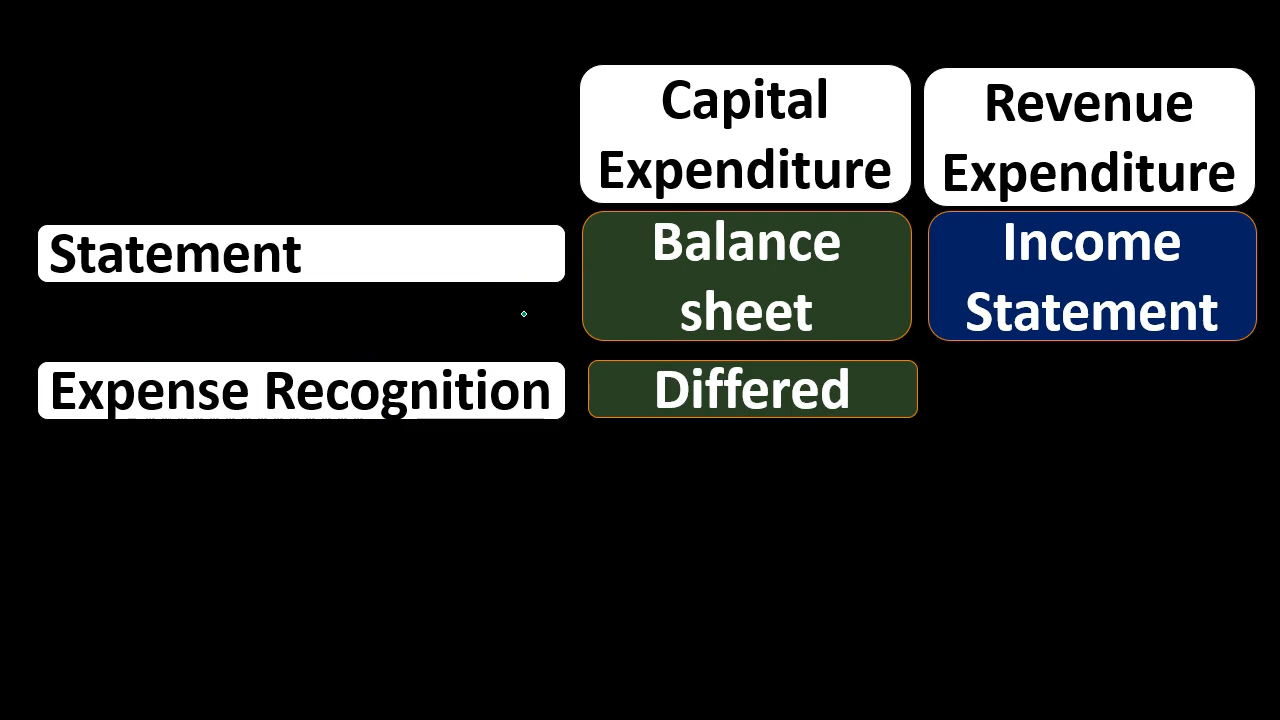 Capital
Expenditure
Revenue
Expenditure
Statement
Balance
sheet
Income
Statement
Expense Recognition
Differed